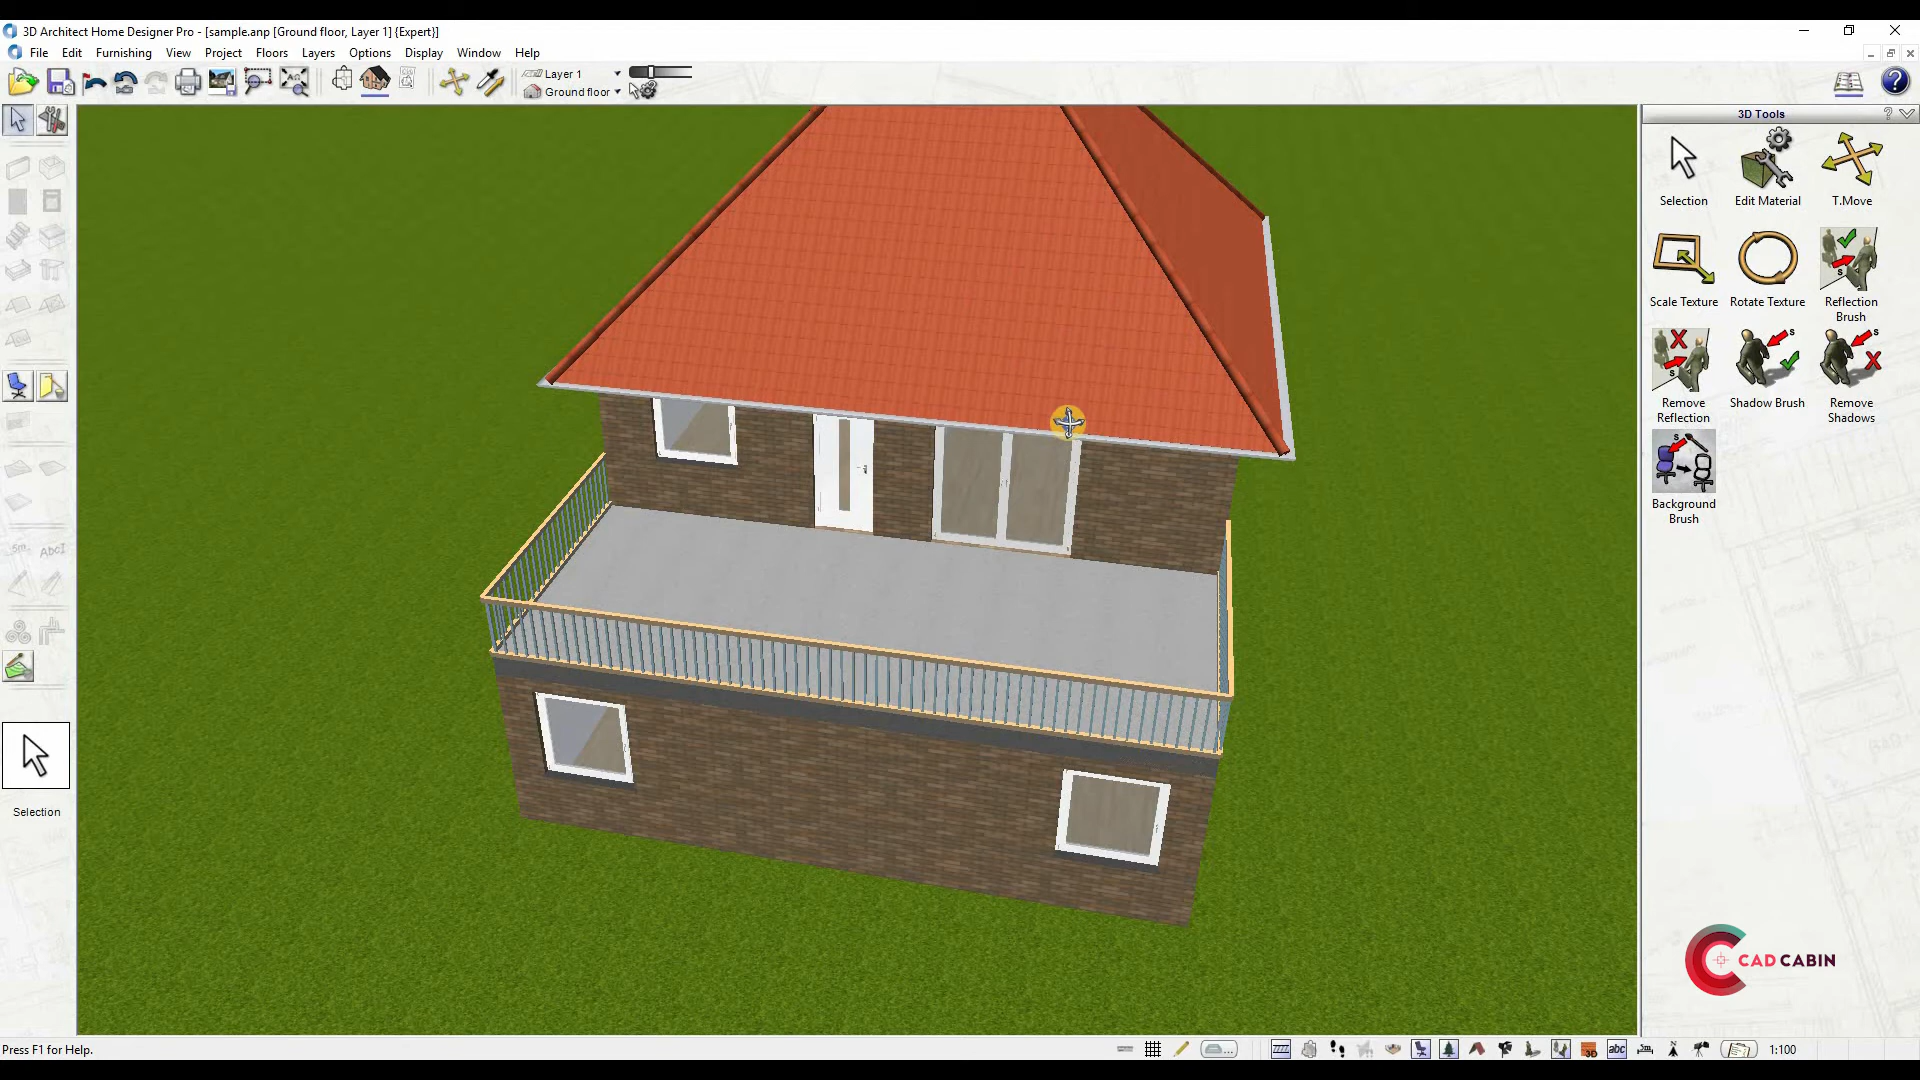 3D Architect Home Designer Pro - [sample.anp [Ground floor, Layer 1] {Expert}]
File Edit Furnishing View Project Floors Layers Options Display Window Help
Layer 1
Ground floor
3D Tools
Selection Edit Material T.Move
Scale Texture Rotate Texture Reflection Brush
Remove Reflection Shadow Brush Remove Shadows
Background Brush
Selection
CAD CABIN
Press F1 for Help.
abc
3D
1:100